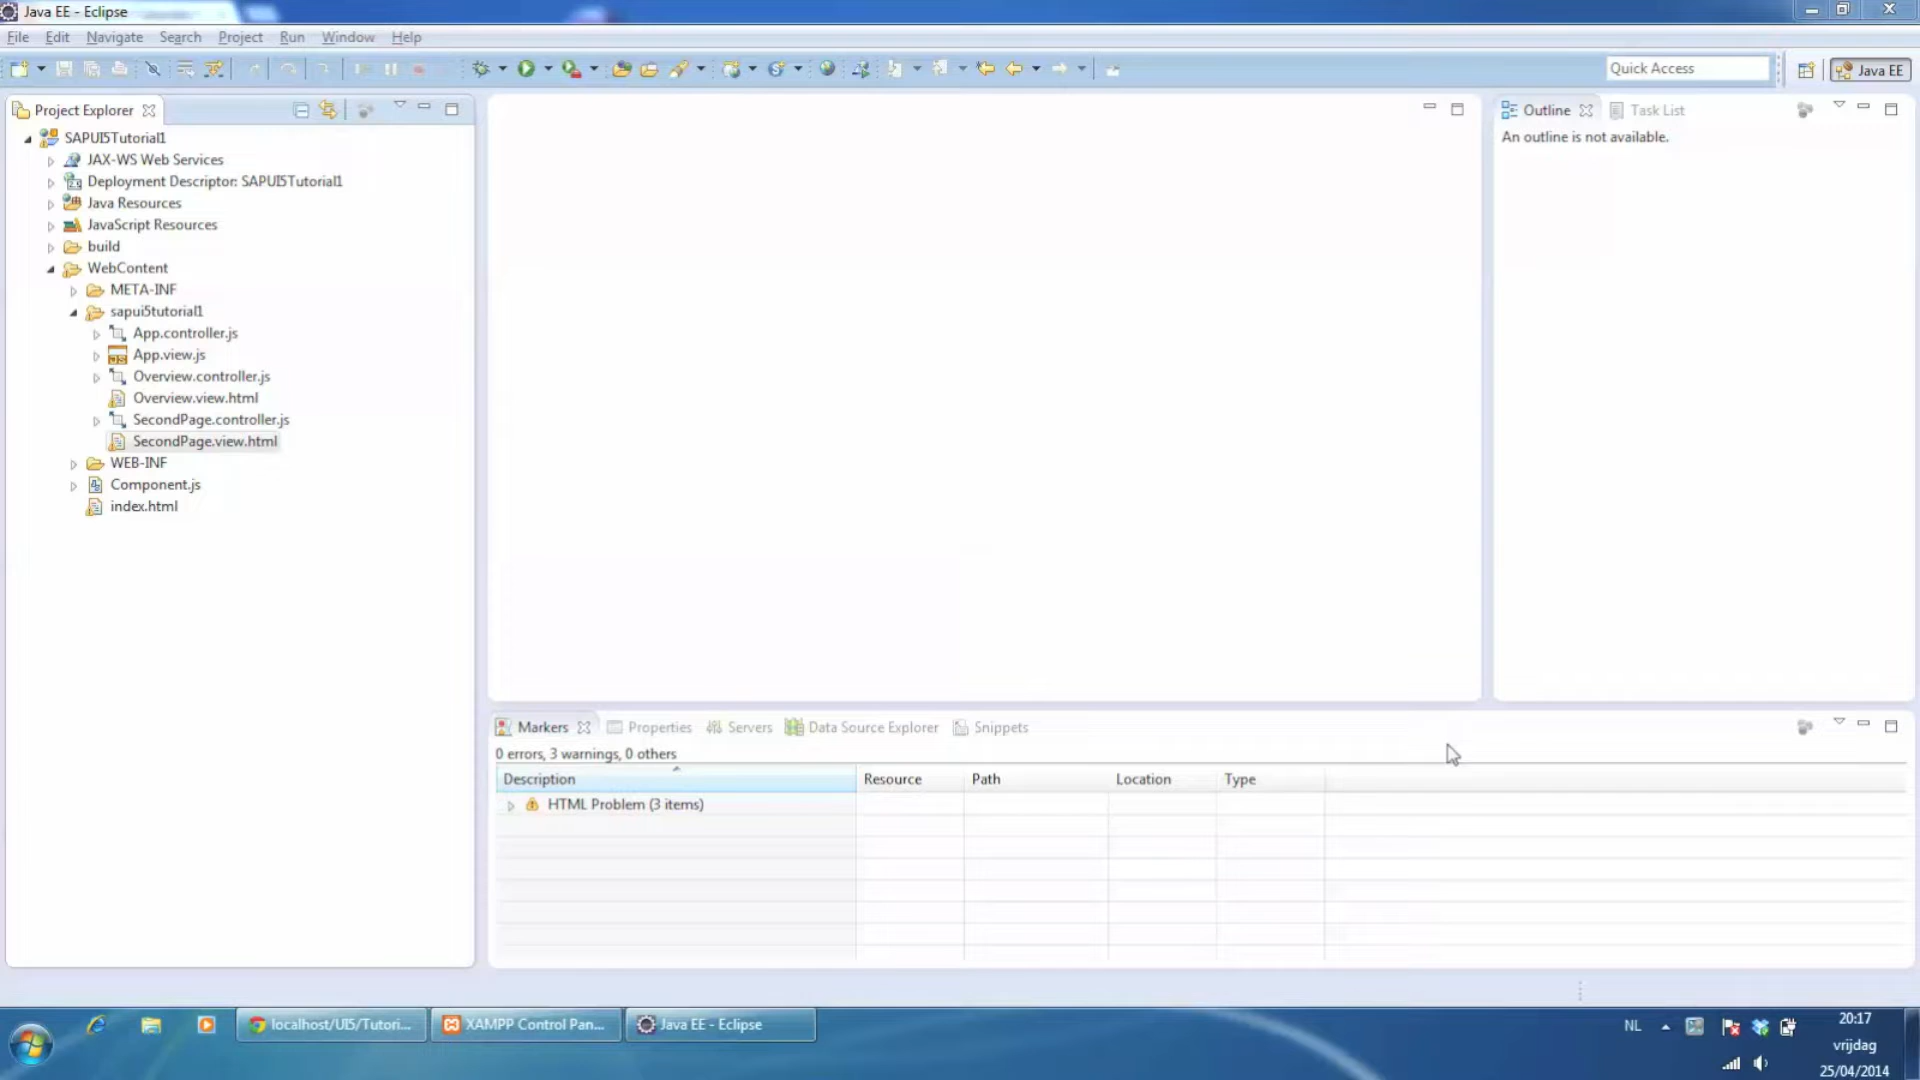 Java EE - Eclipse
File Edit Navigate Search Project Run Window Help
Quick Access
Java EE
Project Explorer
SAPUI5Tutorial1
JAX-WS Web Services
Deployment Descriptor: SAPUI5Tutorial1
Java Resources
JavaScript Resources
build
WebContent
META-INF
sapui5tutorial1
App.controller.js
App.view.js
Overview.controller.js
Overview.view.html
SecondPage.controller.js
SecondPage.view.html
WEB-INF
Component.js
index.html
Outline Task List
An outline is not available.
Markers Properties Servers Data Source Explorer Snippets
0 errors, 3 warnings, 0 others
Description Resource Path Location Type
HTML Problem (3 items)
localhost/UI5/Tutori...
XAMPP Control Pan...
Java EE - Eclipse
NL
20:17
vrijdag
25/04/2014